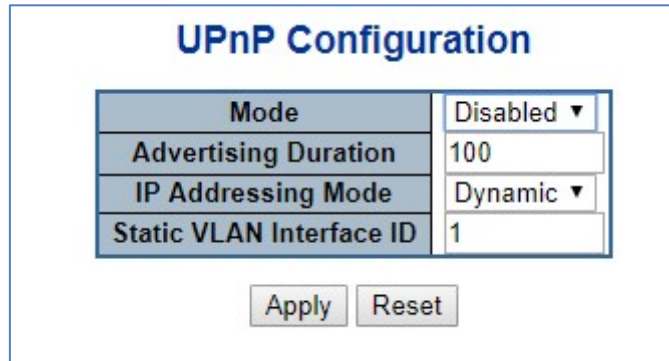 UPnP Configuration
Mode Disabled
Advertising Duration 100
IP Addressing Mode Dynamic
Static VLAN Interface ID 1
Apply Reset